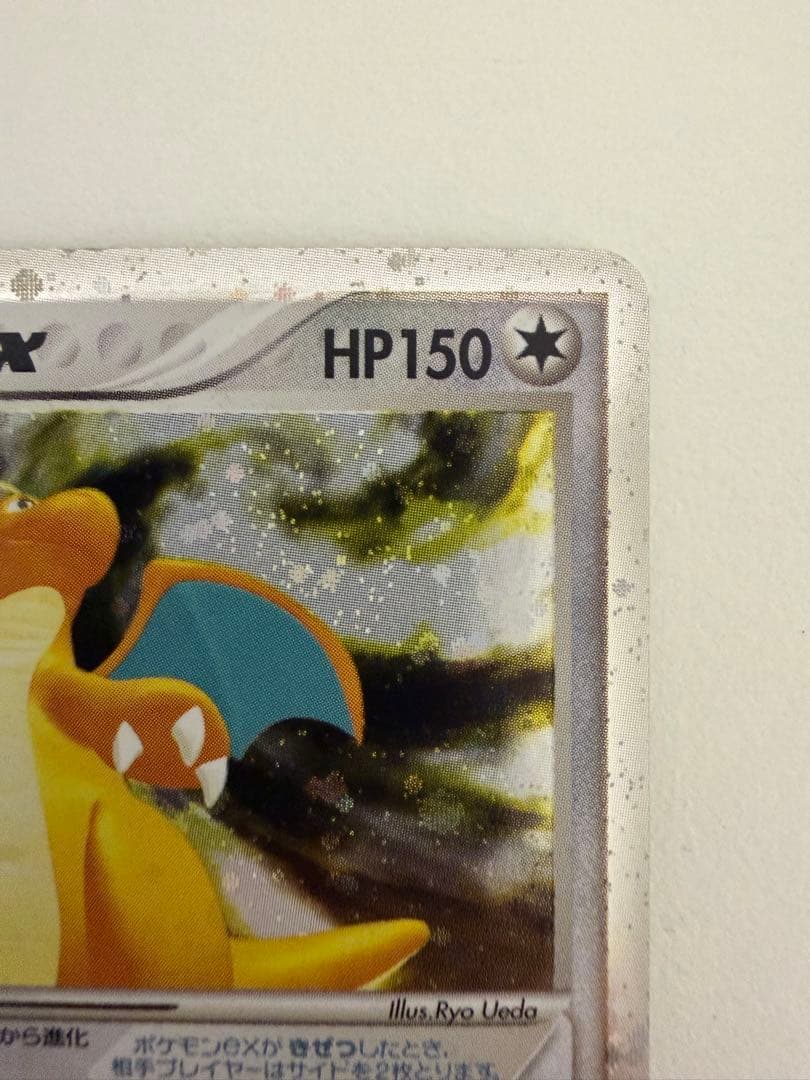 x HP150
Illus.Ryo Ueda
から進化
ポケモンexが きぜつしたとき、
相手プレイヤーはサイドを2枚とります。